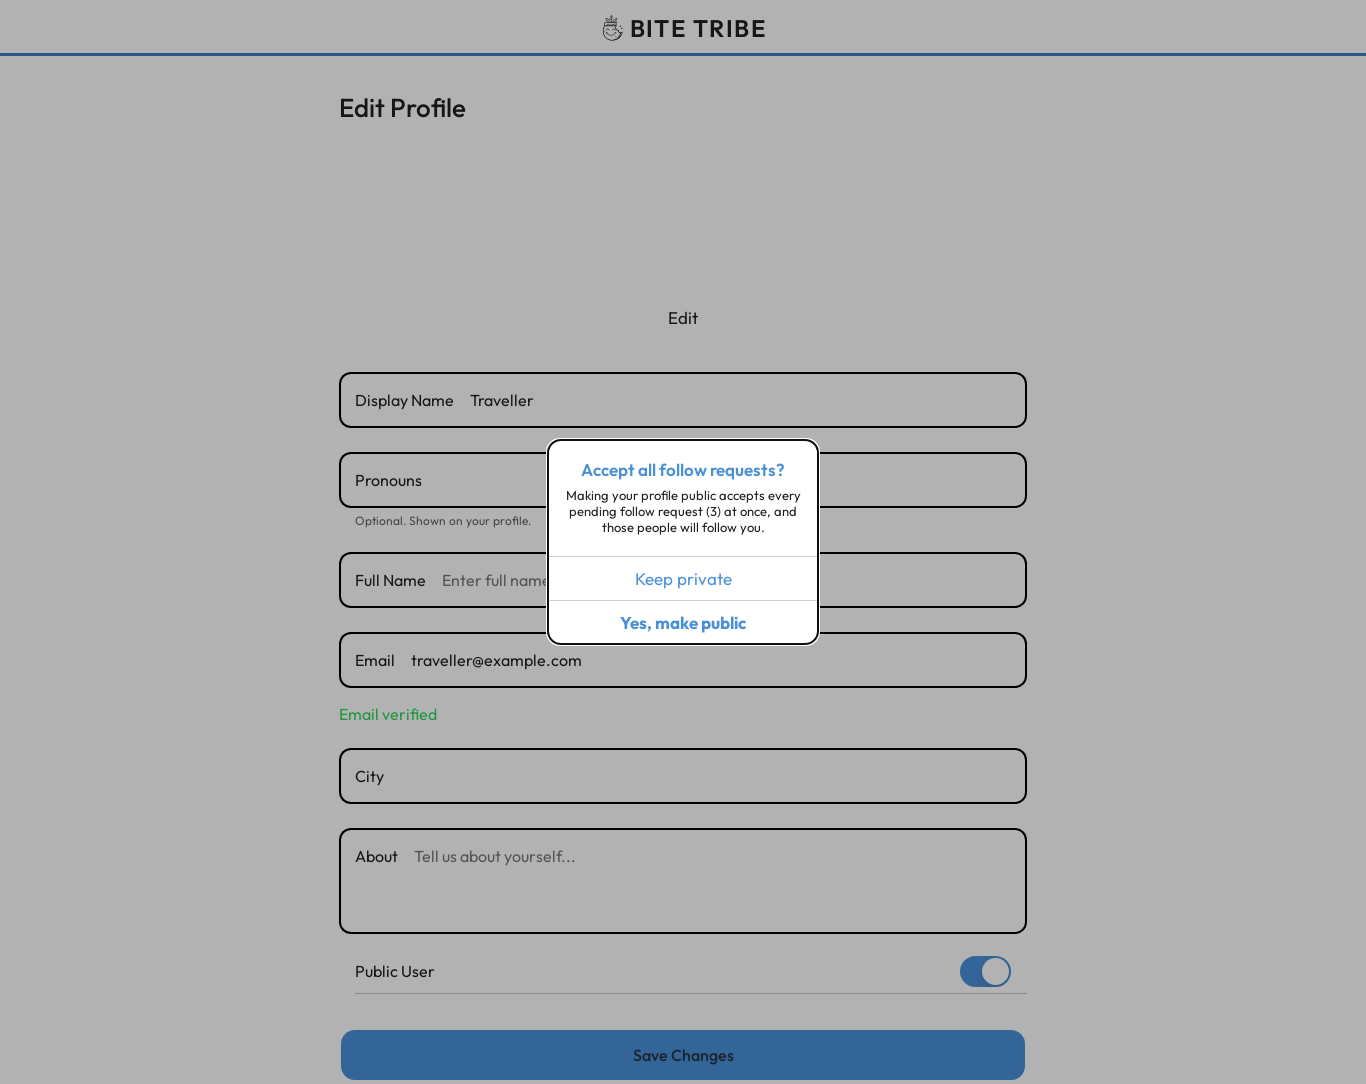 BITE TRIBE
Edit Profile
Edit
Display Name Traveller
Pronouns
Optional. Shown on your profile.
Full Name Enter full name
Email traveller@example.com
Email verified
City
About Tell us about yourself...
Public User
Save Changes
Accept all follow requests?
Making your profile public accepts every
pending follow request (3) at once, and
those people will follow you.
Keep private
Yes, make public